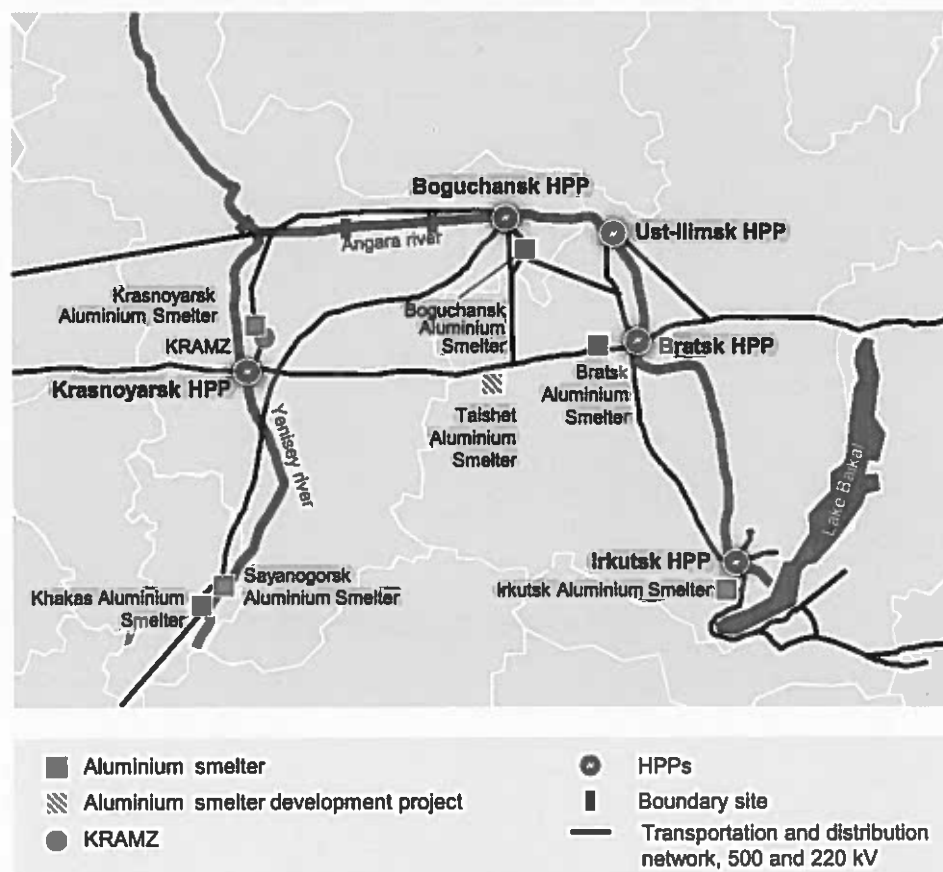 Boguchansk HPP
Ust-Ilimsk HPP
Angara river
Krasnoyarsk
Aluminium Smelter
Boguchansk
Aluminium
Smelter
KRAMZ
Bratsk HPP
Krasnoyarsk HPP
Bratsk
Aluminium
Smelter
Taishet
Aluminium
Smelter
Yenisey river
Lake Baikal
Irkutsk HPP
Sayanogorsk
Aluminium Smelter
Irkutsk Aluminium Smelter
Khakas Aluminium
Smelter
Aluminium smelter
Aluminium smelter development project
KRAMZ
HPPs
Boundary site
Transportation and distribution
network, 500 and 220 kV